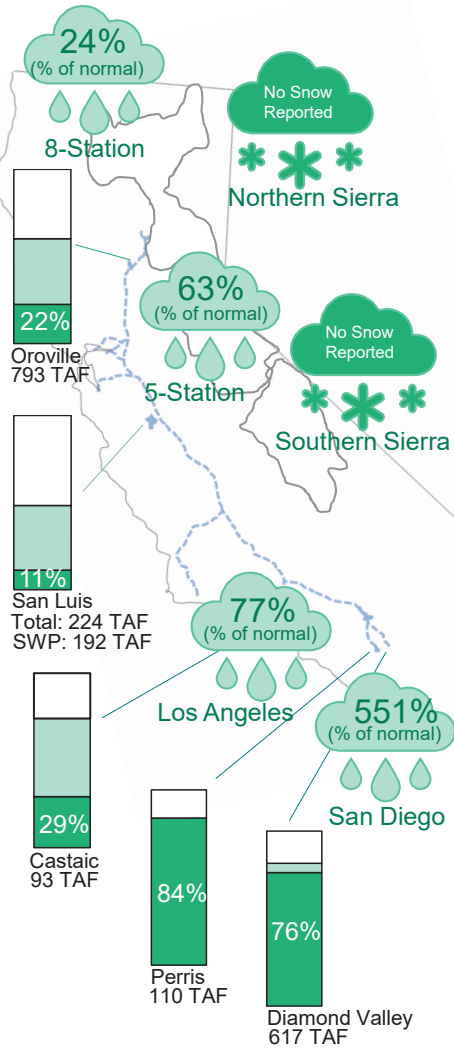 24%
(% of normal)
8-Station
No Snow
Reported
Northern Sierra
22%
Oroville
793 TAF
63%
(% of normal)
5-Station
No Snow
Reported
Southern Sierra
11%
San Luis
Total: 224 TAF
SWP: 192 TAF
77%
(% of normal)
Los Angeles
551%
(% of normal)
San Diego
29%
Castaic
93 TAF
84%
Perris
110 TAF
76%
Diamond Valley
617 TAF